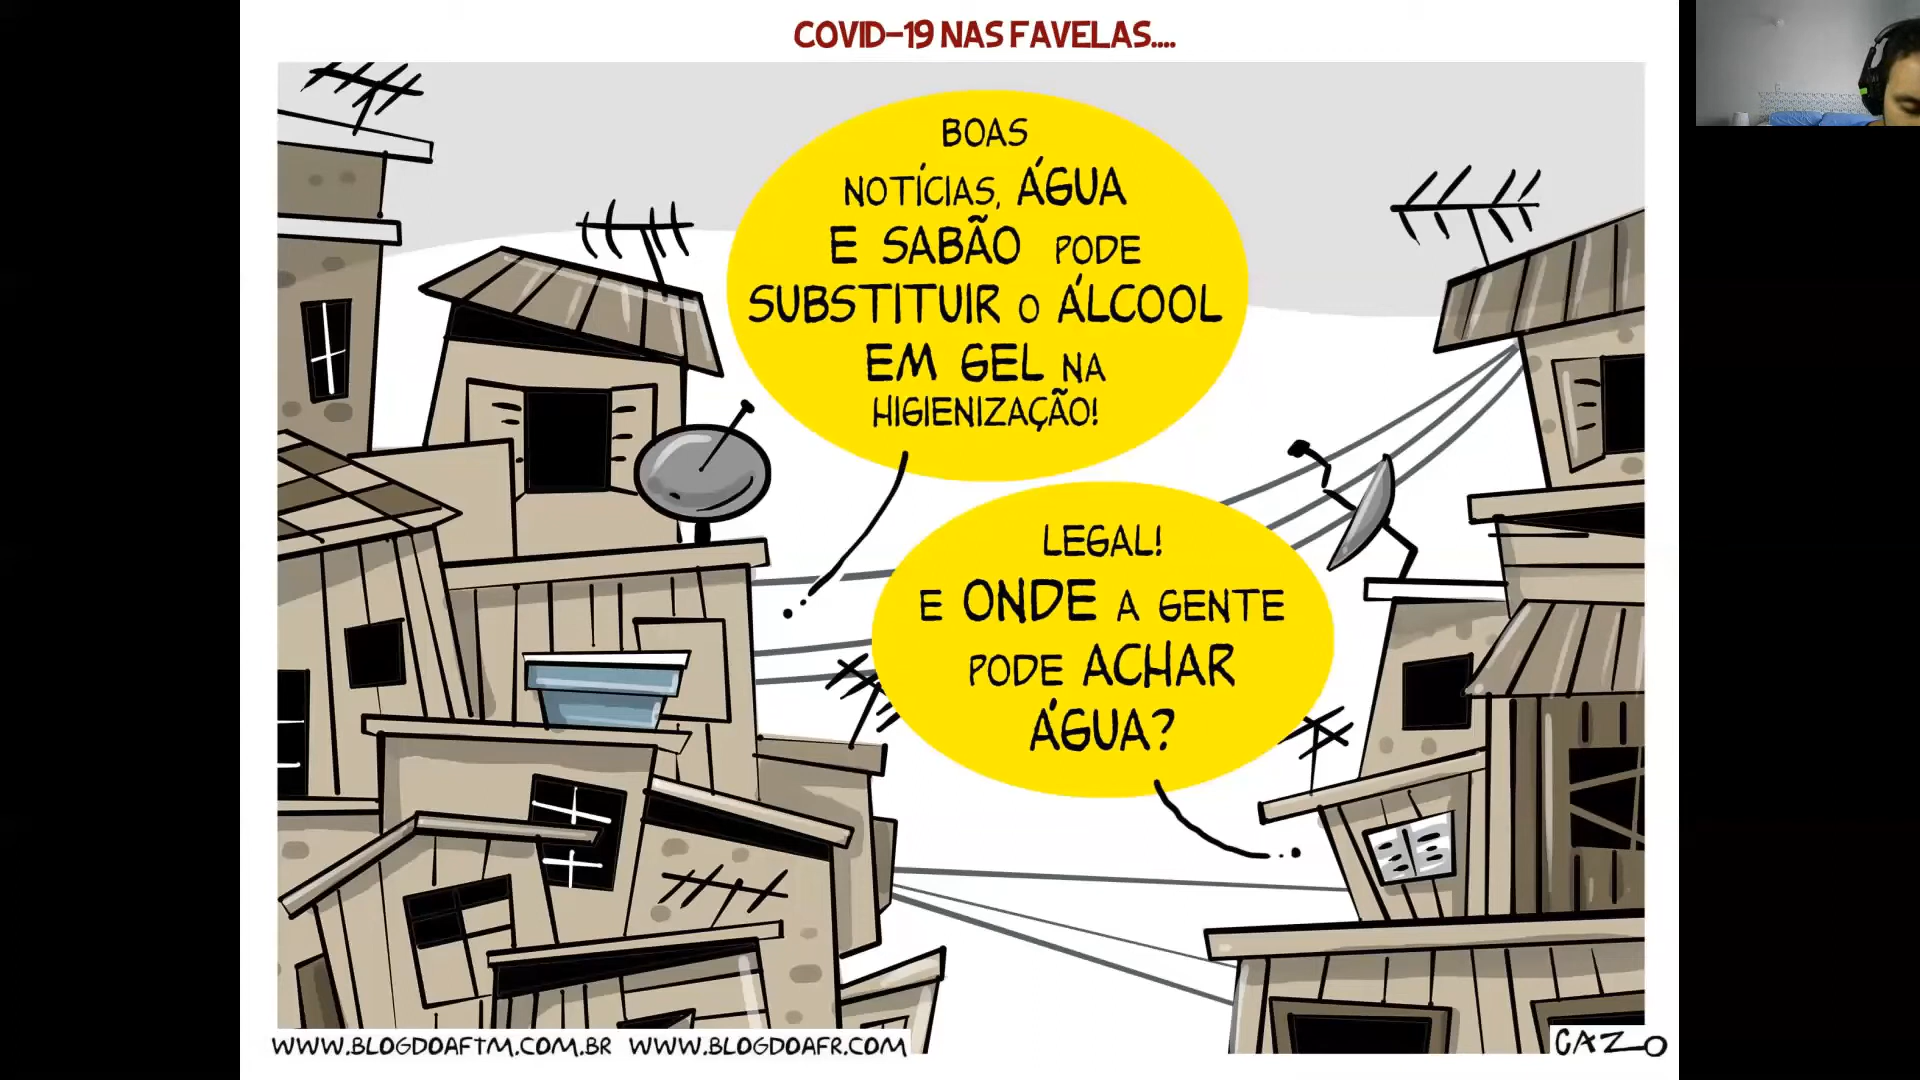 COVID-19 NAS FAVELAS....
BOAS
NOTÍCIAS, ÁGUA
E SABÃO PODE
SUBSTITUIR O ÁLCOOL
EM GEL NA
HIGIENIZAÇÃO!
LEGAL!
E ONDE A GENTE
PODE ACHAR
ÁGUA?
WWW.BLOGDOAFTM.COM.BR WWW.BLOGDOAFR.COM
CAZO